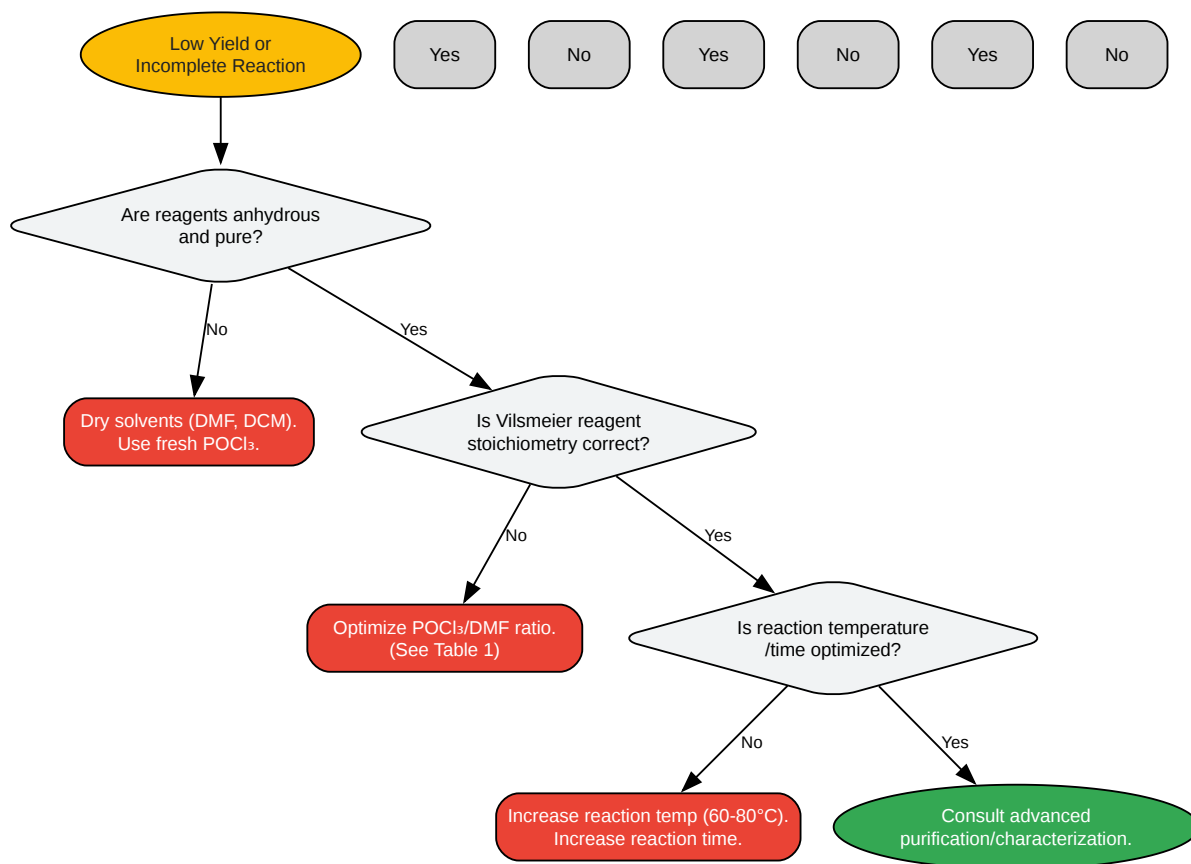 Low Yield or
Incomplete Reaction
Yes
No
Yes
No
Yes
No
Are reagents anhydrous
and pure?
No
Yes
Dry solvents (DMF, DCM).
Use fresh POCl₃.
Is Vilsmeier reagent
stoichiometry correct?
No
Yes
Optimize POCl₃/DMF ratio.
(See Table 1)
Is reaction temperature
/time optimized?
No
Yes
Increase reaction temp (60-80°C).
Increase reaction time.
Consult advanced
purification/characterization.